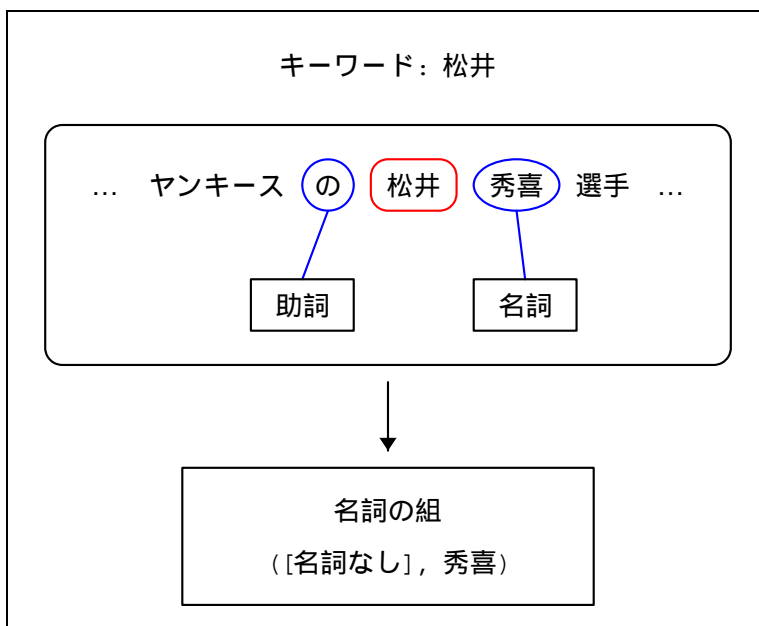 キーワード: 松井
… ヤンキース の 松井 秀喜 選手 …
助詞 名詞
名詞の組
([名詞なし], 秀喜)